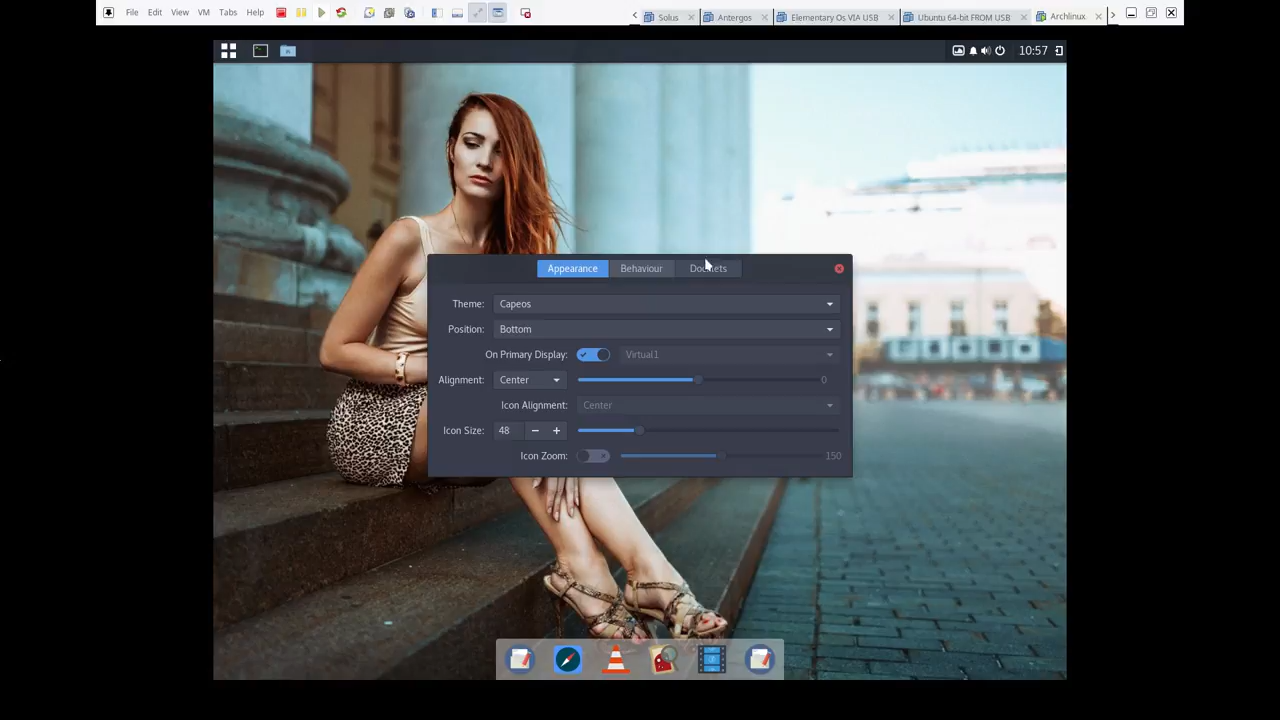 File Edit View VM Tabs Help
Solus
Antergos
Elementary Os VIA USB
Ubuntu 64-bit FROM USB
Archlinux
10:57
Appearance
Behaviour
Docklets
Theme: Capeos
Position: Bottom
On Primary Display: Virtual1
Alignment: Center 0
Icon Alignment: Center
Icon Size: 48
Icon Zoom: 150